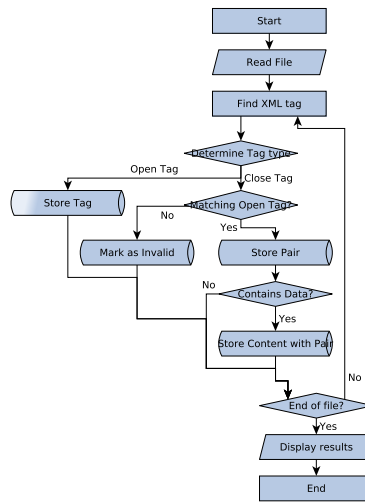 Start
Read File
Find XML tag
Determine Tag type
Open Tag
Close Tag
Store Tag
Matching Open Tag?
No
Yes
Mark as Invalid
Store Pair
No
Contains Data?
Yes
Store Content with Pair
No
End of file?
Yes
Display results
End